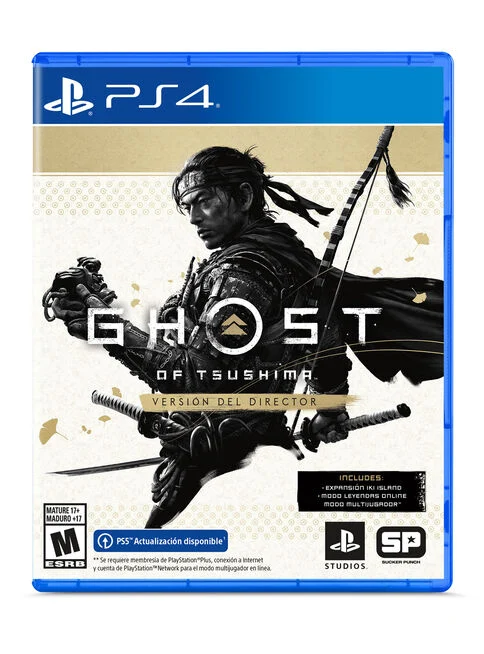 PS4
GHOST
OF TSUSHIMA
VERSIÓN DEL DIRECTOR
INCLUDES:
- EXPANSIÓN IKI ISLAND
- MODO LEYENDAS ONLINE
MODO MULTIJUGADOR**
MATURE 17+
MADURO +17
M
ESRB
PS5™ Actualización disponible
** Se requiere membresía de PlayStation®Plus, conexión a Internet
y cuenta de PlayStation™Network para el modo multijugador en línea.
STUDIOS.
SP
SUCKER PUNCH